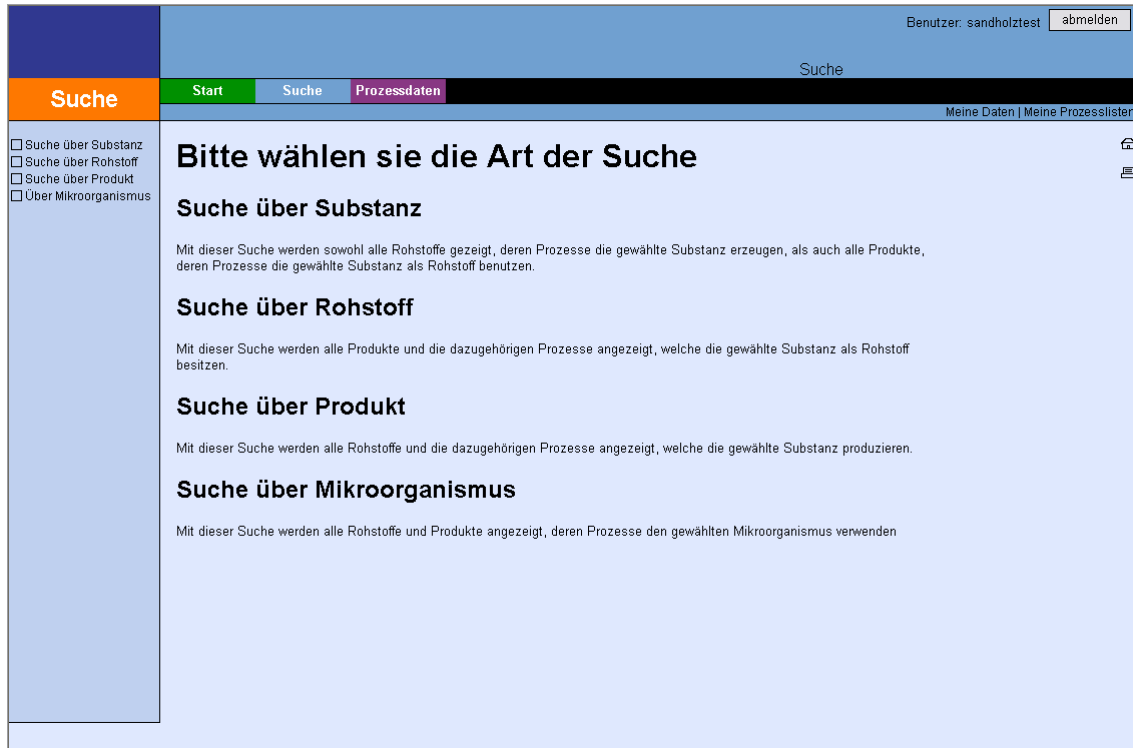 Benutzer: sandholztest abmelden
Suche
Suche
Start Suche Prozessdaten
Meine Daten | Meine Prozesslisten
Suche über Substanz
Suche über Rohstoff
Suche über Produkt
Über Mikroorganismus
Bitte wählen sie die Art der Suche
Suche über Substanz
Mit dieser Suche werden sowohl alle Rohstoffe gezeigt, deren Prozesse die gewählte Substanz erzeugen, als auch alle Produkte,
deren Prozesse die gewählte Substanz als Rohstoff benutzen.
Suche über Rohstoff
Mit dieser Suche werden alle Produkte und die dazugehörigen Prozesse angezeigt, welche die gewählte Substanz als Rohstoff
besitzen.
Suche über Produkt
Mit dieser Suche werden alle Rohstoffe und die dazugehörigen Prozesse angezeigt, welche die gewählte Substanz produzieren.
Suche über Mikroorganismus
Mit dieser Suche werden alle Rohstoffe und Produkte angezeigt, deren Prozesse den gewählten Mikroorganismus verwenden